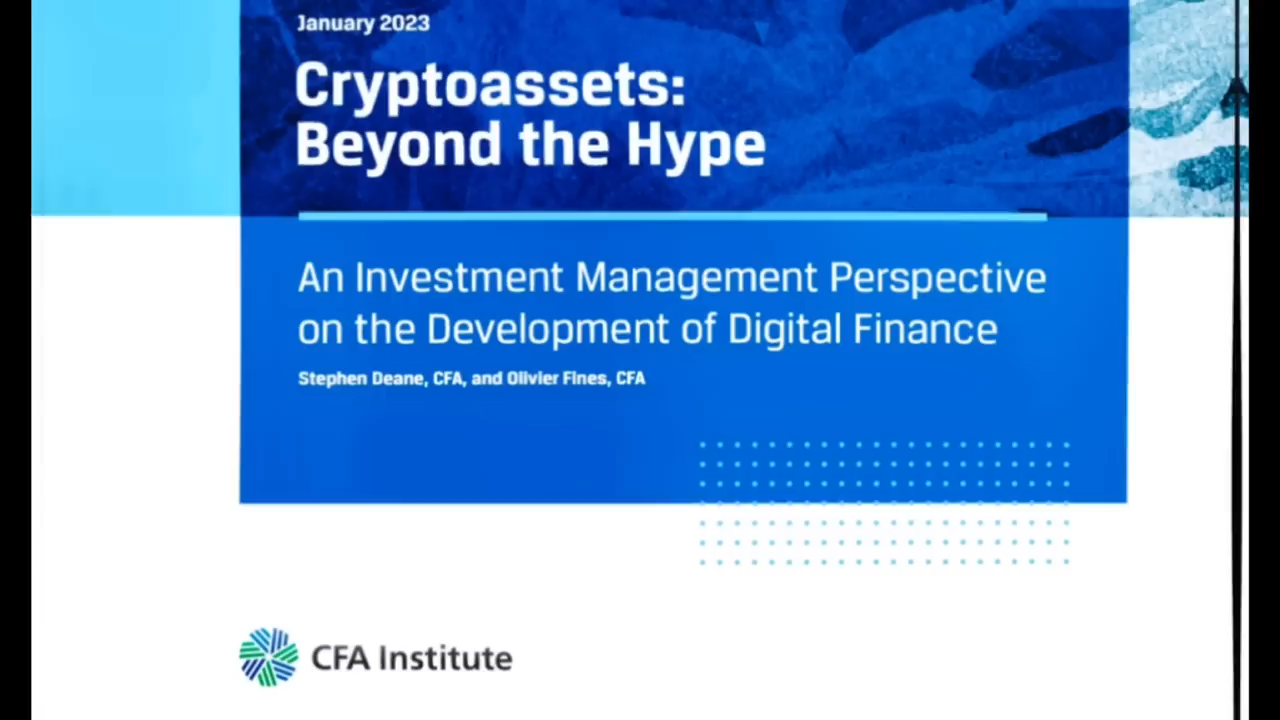 January 2023
Cryptoassets:
Beyond the Hype
An Investment Management Perspective
on the Development of Digital Finance
Stephen Deane, CFA, and Olivier Fines, CFA
CFA Institute